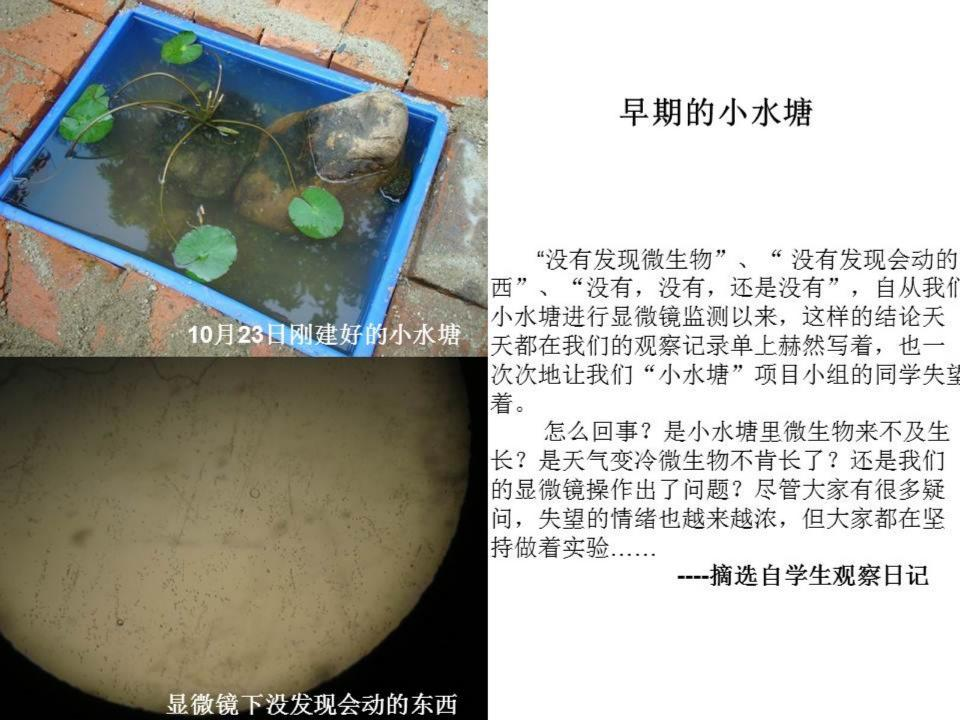 早期的小水塘
“没有发现微生物”、“ 没有发现会动的
西”、“没有，没有，还是没有”，自从我们
小水塘进行显微镜监测以来，这样的结论天
天都在我们的观察记录单上赫然写着，也一
次次地让我们“小水塘”项目小组的同学失望
着。
怎么回事？是小水塘里微生物来不及生
长？是天气变冷微生物不肯长了？还是我们
的显微镜操作出了问题？尽管大家有很多疑
问，失望的情绪也越来越浓，但大家都在坚
持做着实验……
----摘选自学生观察日记
10月23日刚建好的小水塘
显微镜下没发现会动的东西